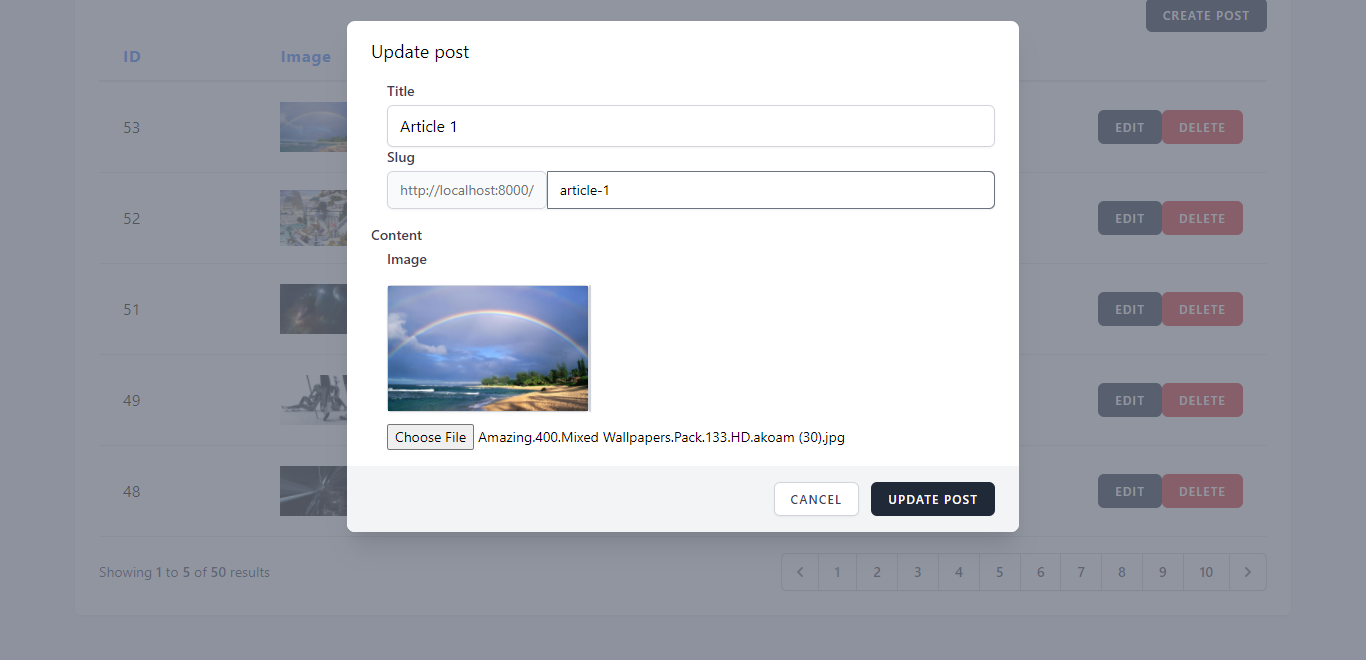 CREATE POST
ID Image
Update post
Title
Article 1
53 EDIT DELETE
Slug
http://localhost:8000/ article-1
52 EDIT DELETE
Content
Image
51 EDIT DELETE
49 EDIT DELETE
Choose File Amazing.400.Mixed Wallpapers.Pack.133.HD.akoam (30).jpg
48 EDIT DELETE
CANCEL UPDATE POST
Showing 1 to 5 of 50 results
1 2 3 4 5 6 7 8 9 10